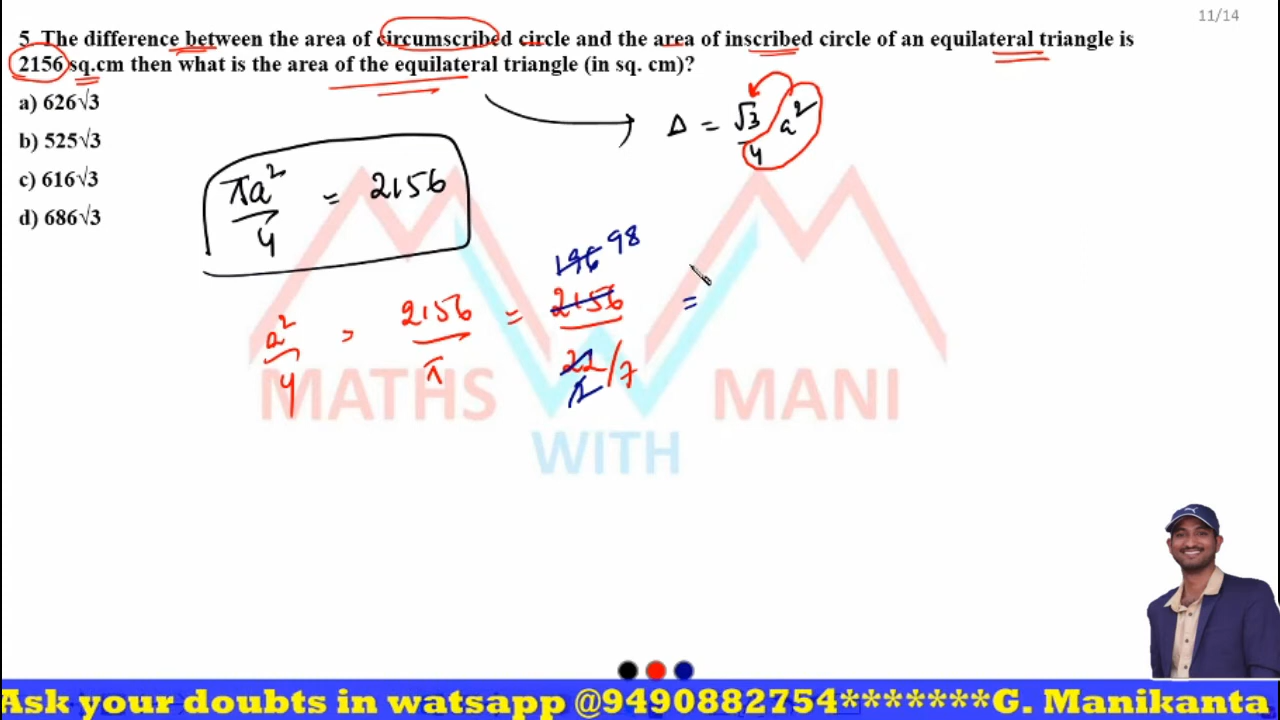 11/14
5. The difference between the area of circumscribed circle and the area of inscribed circle of an equilateral triangle is
2156 sq.cm then what is the area of the equilateral triangle (in sq. cm)?
a) 626√3
b) 525√3
c) 616√3
d) 686√3
Δ = √3/4 a²
πa²/4 = 2156
196 98
a²/4 = 2156/π = 2156/22/7 =
MATHS
WITH
MANI
Ask your doubts in watsapp @9490882754*******G. Manikanta